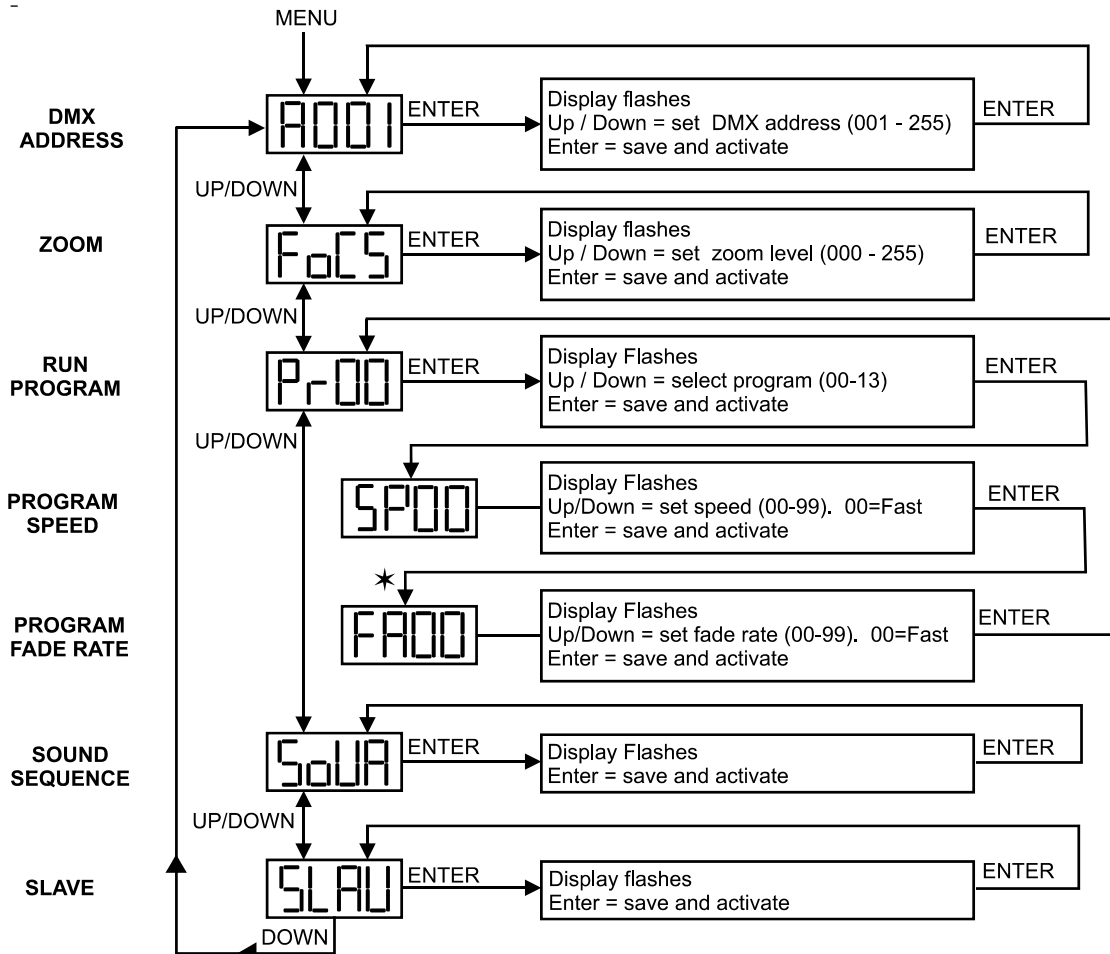 MENU
DMX
ADDRESS
A001
ENTER
Display flashes
Up / Down = set DMX address (001 - 255)
Enter = save and activate
ENTER
UP/DOWN
ZOOM
FoCS
ENTER
Display flashes
Up / Down = set zoom level (000 - 255)
Enter = save and activate
ENTER
UP/DOWN
RUN
PROGRAM
Pr00
ENTER
Display Flashes
Up / Down = select program (00-13)
Enter = save and activate
ENTER
UP/DOWN
PROGRAM
SPEED
SP00
Display Flashes
Up/Down = set speed (00-99). 00=Fast
Enter = save and activate
ENTER
PROGRAM
FADE RATE
✶
FA00
Display Flashes
Up/Down = set fade rate (00-99). 00=Fast
Enter = save and activate
ENTER
SOUND
SEQUENCE
SoUA
ENTER
Display Flashes
Enter = save and activate
ENTER
UP/DOWN
SLAVE
SLAU
ENTER
Display flashes
Enter = save and activate
ENTER
DOWN